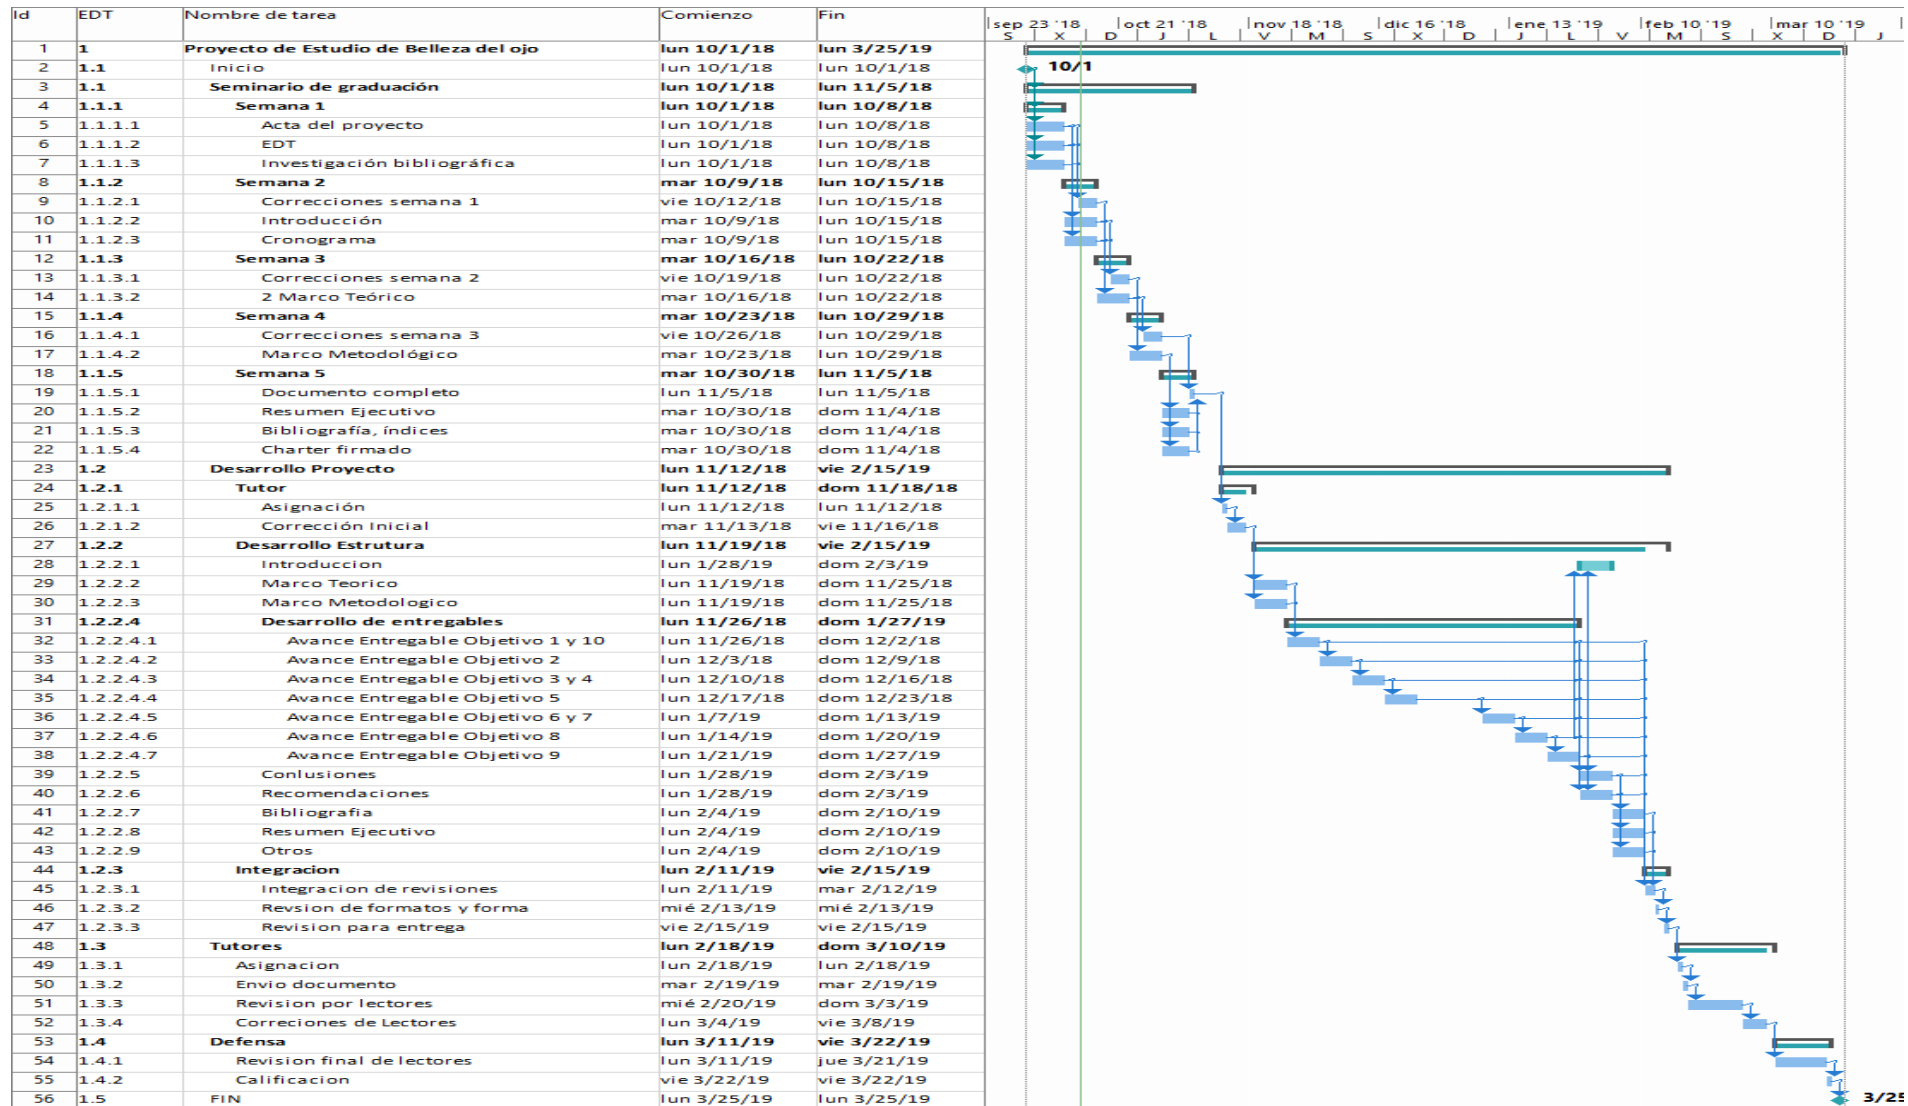 Id EDT Nombre de tarea Comienzo Fin sep 23 '18 oct 21 '18 nov 18 '18 dic 16 '18 ene 13 '19 feb 10 '19 mar 10 '19
S X D J L V M S X D J L V M S X D J
1 1 Proyecto de Estudio de Belleza del ojo lun 10/1/18 lun 3/25/19
2 1.1 Inicio lun 10/1/18 lun 10/1/18 10/1
3 1.1 Seminario de graduación lun 10/1/18 lun 11/5/18
4 1.1.1 Semana 1 lun 10/1/18 lun 10/8/18
5 1.1.1.1 Acta del proyecto lun 10/1/18 lun 10/8/18
6 1.1.1.2 EDT lun 10/1/18 lun 10/8/18
7 1.1.1.3 Investigación bibliográfica lun 10/1/18 lun 10/8/18
8 1.1.2 Semana 2 mar 10/9/18 lun 10/15/18
9 1.1.2.1 Correcciones semana 1 vie 10/12/18 lun 10/15/18
10 1.1.2.2 Introducción mar 10/9/18 lun 10/15/18
11 1.1.2.3 Cronograma mar 10/9/18 lun 10/15/18
12 1.1.3 Semana 3 mar 10/16/18 lun 10/22/18
13 1.1.3.1 Correcciones semana 2 vie 10/19/18 lun 10/22/18
14 1.1.3.2 2 Marco Teórico mar 10/16/18 lun 10/22/18
15 1.1.4 Semana 4 mar 10/23/18 lun 10/29/18
16 1.1.4.1 Correcciones semana 3 vie 10/26/18 lun 10/29/18
17 1.1.4.2 Marco Metodológico mar 10/23/18 lun 10/29/18
18 1.1.5 Semana 5 mar 10/30/18 lun 11/5/18
19 1.1.5.1 Documento completo lun 11/5/18 lun 11/5/18
20 1.1.5.2 Resumen Ejecutivo mar 10/30/18 dom 11/4/18
21 1.1.5.3 Bibliografía, índices mar 10/30/18 dom 11/4/18
22 1.1.5.4 Charter firmado mar 10/30/18 dom 11/4/18
23 1.2 Desarrollo Proyecto lun 11/12/18 vie 2/15/19
24 1.2.1 Tutor lun 11/12/18 dom 11/18/18
25 1.2.1.1 Asignación lun 11/12/18 lun 11/12/18
26 1.2.1.2 Corrección Inicial mar 11/13/18 vie 11/16/18
27 1.2.2 Desarrollo Estrutura lun 11/19/18 vie 2/15/19
28 1.2.2.1 Introduccion lun 1/28/19 dom 2/3/19
29 1.2.2.2 Marco Teorico lun 11/19/18 dom 11/25/18
30 1.2.2.3 Marco Metodologico lun 11/19/18 dom 11/25/18
31 1.2.2.4 Desarrollo de entregables lun 11/26/18 dom 1/27/19
32 1.2.2.4.1 Avance Entregable Objetivo 1 y 10 lun 11/26/18 dom 12/2/18
33 1.2.2.4.2 Avance Entregable Objetivo 2 lun 12/3/18 dom 12/9/18
34 1.2.2.4.3 Avance Entregable Objetivo 3 y 4 lun 12/10/18 dom 12/16/18
35 1.2.2.4.4 Avance Entregable Objetivo 5 lun 12/17/18 dom 12/23/18
36 1.2.2.4.5 Avance Entregable Objetivo 6 y 7 lun 1/7/19 dom 1/13/19
37 1.2.2.4.6 Avance Entregable Objetivo 8 lun 1/14/19 dom 1/20/19
38 1.2.2.4.7 Avance Entregable Objetivo 9 lun 1/21/19 dom 1/27/19
39 1.2.2.5 Conlusiones lun 1/28/19 dom 2/3/19
40 1.2.2.6 Recomendaciones lun 1/28/19 dom 2/3/19
41 1.2.2.7 Bibliografia lun 2/4/19 dom 2/10/19
42 1.2.2.8 Resumen Ejecutivo lun 2/4/19 dom 2/10/19
43 1.2.2.9 Otros lun 2/4/19 dom 2/10/19
44 1.2.3 Integracion lun 2/11/19 vie 2/15/19
45 1.2.3.1 Integracion de revisiones lun 2/11/19 mar 2/12/19
46 1.2.3.2 Revsion de formatos y forma mié 2/13/19 mié 2/13/19
47 1.2.3.3 Revision para entrega vie 2/15/19 vie 2/15/19
48 1.3 Tutores lun 2/18/19 dom 3/10/19
49 1.3.1 Asignacion lun 2/18/19 lun 2/18/19
50 1.3.2 Envio documento mar 2/19/19 mar 2/19/19
51 1.3.3 Revision por lectores mié 2/20/19 dom 3/3/19
52 1.3.4 Correciones de Lectores lun 3/4/19 vie 3/8/19
53 1.4 Defensa lun 3/11/19 vie 3/22/19
54 1.4.1 Revision final de lectores lun 3/11/19 jue 3/21/19
55 1.4.2 Calificacion vie 3/22/19 vie 3/22/19
56 1.5 FIN lun 3/25/19 lun 3/25/19 3/25